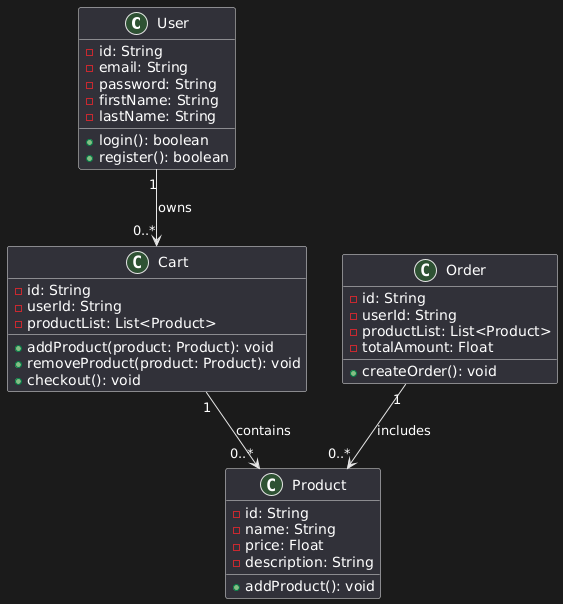 C User
id: String
email: String
password: String
firstName: String
lastName: String
login(): boolean
register(): boolean
1
owns
0..*
C Cart
id: String
userId: String
productList: List<Product>
addProduct(product: Product): void
removeProduct(product: Product): void
checkout(): void
C Order
id: String
userId: String
productList: List<Product>
totalAmount: Float
createOrder(): void
1
contains
0..*
1
includes
0..*
C Product
id: String
name: String
price: Float
description: String
addProduct(): void